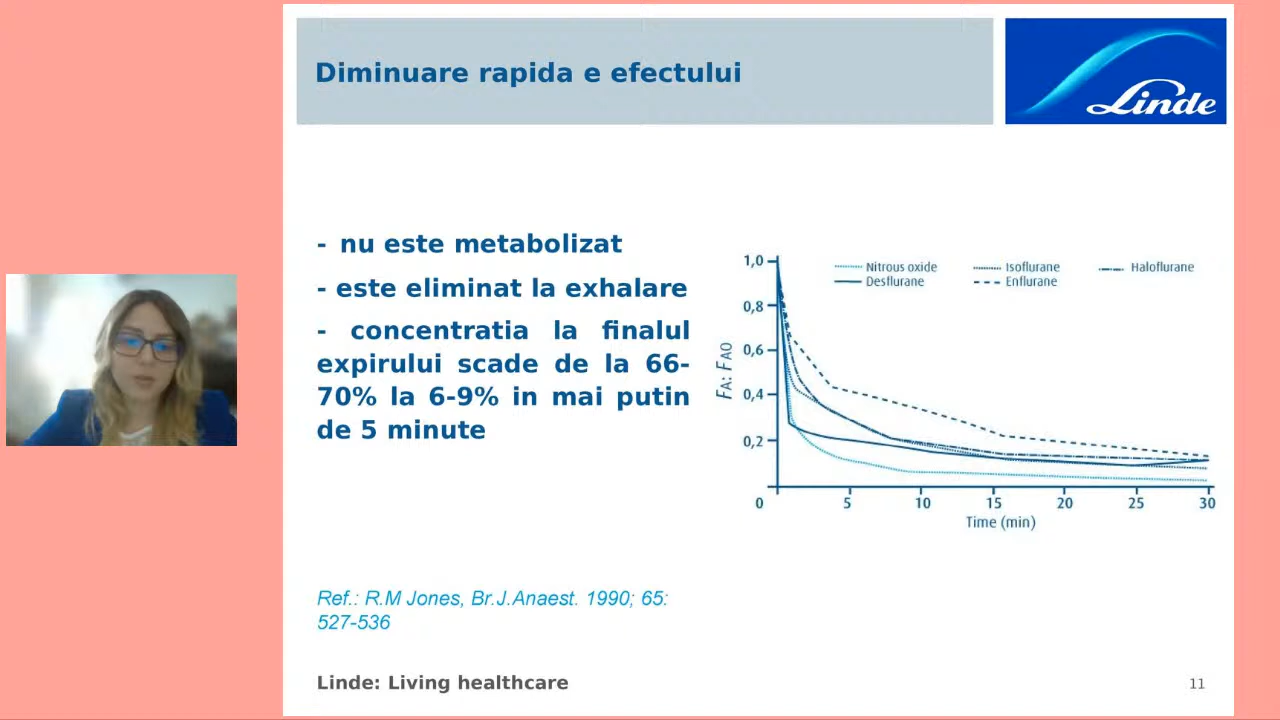 Diminuare rapida e efectului
Linde
- nu este metabolizat
- este eliminat la exhalare
- concentratia la finalul
expirului scade de la 66-
70% la 6-9% in mai putin
de 5 minute
1,0
0,8
0,6
0,4
0,2
0
FA: FA0
Nitrous oxide
Isoflurane
Haloflurane
Desflurane
Enflurane
5 10 15 20 25 30
Time (min)
Ref.: R.M Jones, Br.J.Anaest. 1990; 65:
527-536
Linde: Living healthcare
11